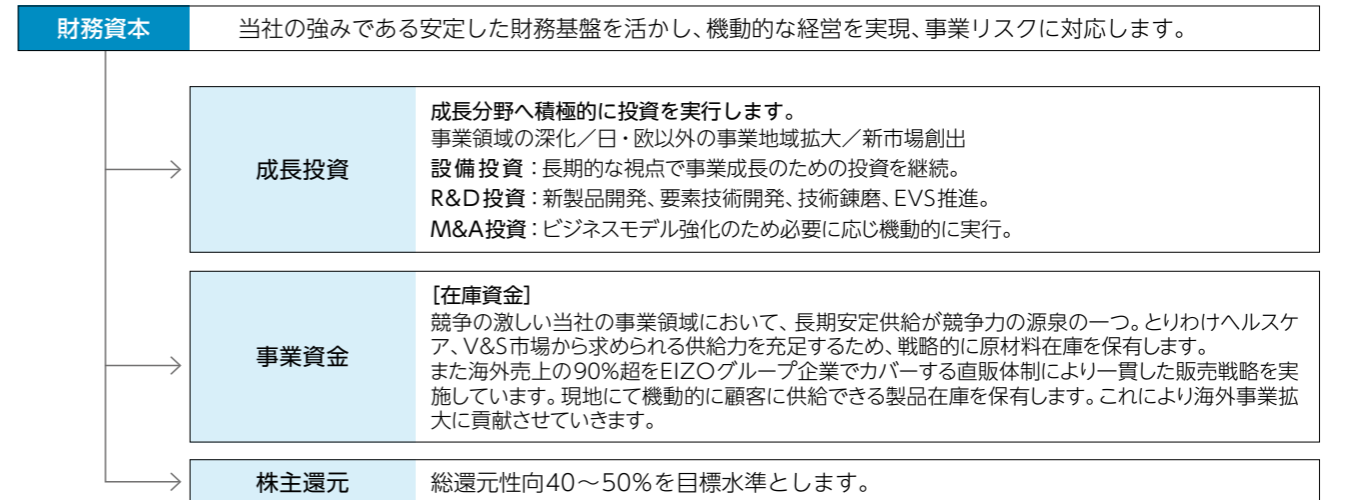 財務資本
当社の強みである安定した財務基盤を活かし、機動的な経営を実現、事業リスクに対応します。
成長投資
成長分野へ積極的に投資を実行します。
事業領域の深化／日・欧以外の事業地域拡大／新市場創出
設備投資：長期的な視点で事業成長のための投資を継続。
R&D投資：新製品開発、要素技術開発、技術錬磨、EVS推進。
M&A投資：ビジネスモデル強化のため必要に応じ機動的に実行。
事業資金
[在庫資金]
競争の激しい当社の事業領域において、長期安定供給が競争力の源泉の一つ。とりわけヘルスケ
ア、V&S市場から求められる供給力を充足するため、戦略的に原材料在庫を保有します。
また海外売上の90%超をEIZOグループ企業でカバーする直販体制により一貫した販売戦略を実
施しています。現地にて機動的に顧客に供給できる製品在庫を保有します。これにより海外事業拡
大に貢献させていきます。
株主還元
総還元性向40～50%を目標水準とします。